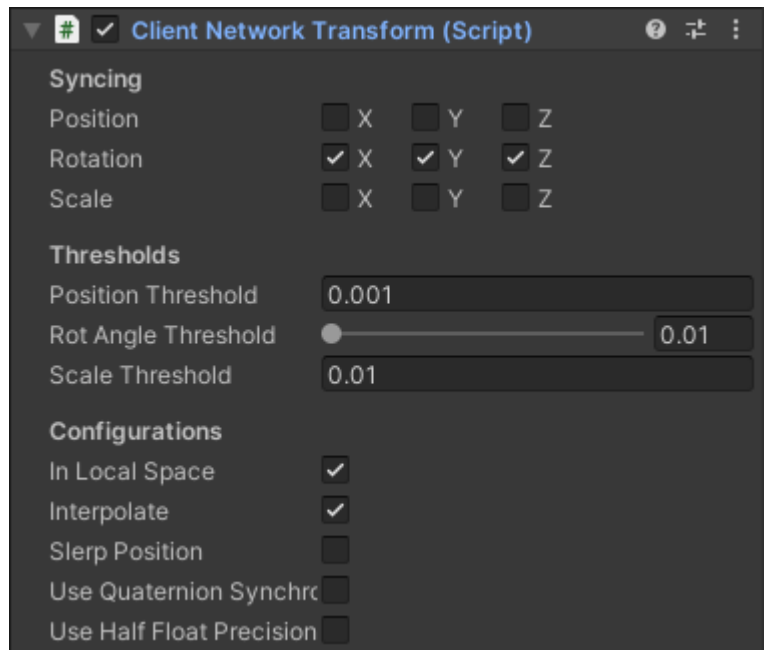 # Client Network Transform (Script)
Syncing
Position X Y Z
Rotation X Y Z
Scale X Y Z
Thresholds
Position Threshold 0.001
Rot Angle Threshold 0.01
Scale Threshold 0.01
Configurations
In Local Space
Interpolate
Slerp Position
Use Quaternion Synchro
Use Half Float Precision